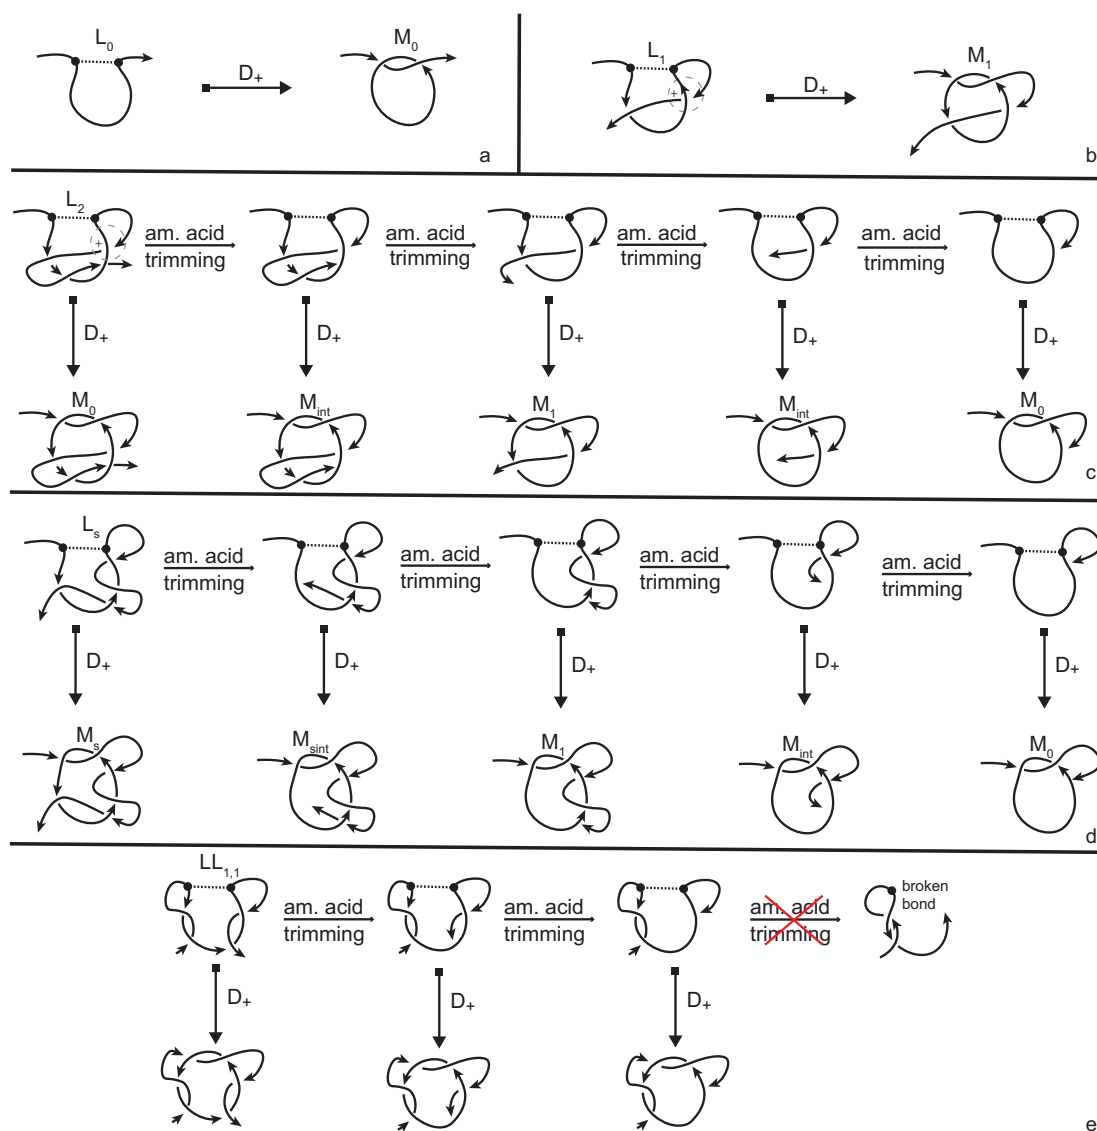 L0 M0
D+
a
L1 M1
+
D+
b
L2
+
am. acid trimming
am. acid trimming
am. acid trimming
am. acid trimming
D+ D+ D+ D+ D+
M0 Mint M1 Mint M0
c
Ls
am. acid trimming
am. acid trimming
am. acid trimming
am. acid trimming
D+ D+ D+ D+ D+
Ms Msint M1 Mint M0
d
LL1,1
am. acid trimming
am. acid trimming
am. acid trimming
broken
bond
D+ D+ D+
e